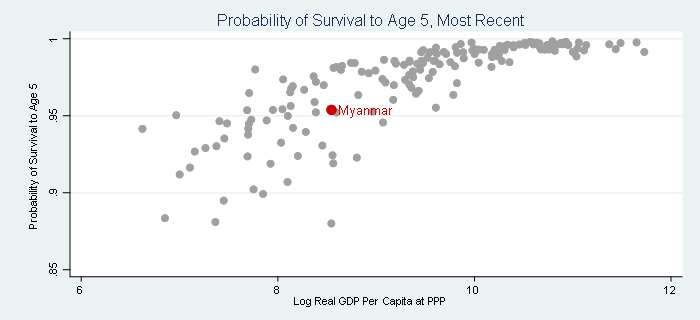 Probability of Survival to Age 5, Most Recent
Probability of Survival to Age 5
1
.95
.9
.85
Myanmar
6
8
10
12
Log Real GDP Per Capita at PPP